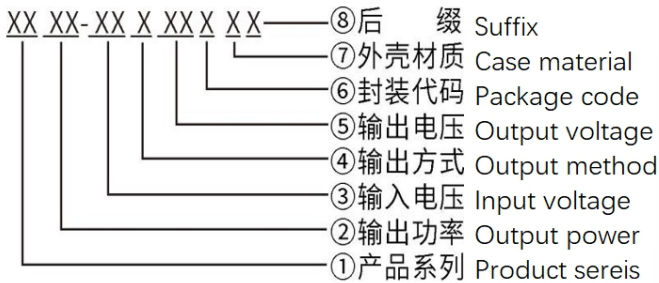 XX XX-XX X XX X X X
⑧后 缀 Suffix
⑦外壳材质 Case material
⑥封装代码 Package code
⑤输出电压 Output voltage
④输出方式 Output method
③输入电压 Input voltage
②输出功率 Output power
①产品系列 Product sereis